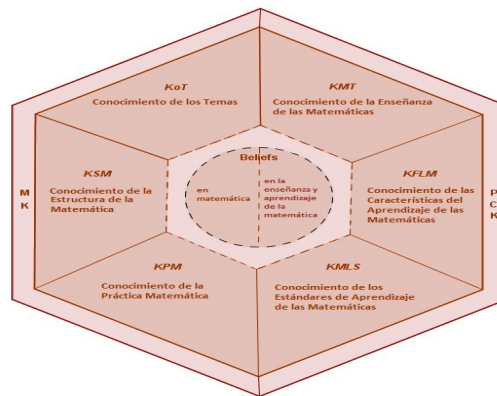 KoT
Conocimiento de los Temas
KMT
Conocimiento de la Enseñanza
de las Matemáticas
KSM
Conocimiento de la
Estructura de la
Matemática
Beliefs
en
matemática
en la
enseñanza y
aprendizaje
de la
matemática
KFLM
Conocimiento de las
Características del
Aprendizaje de las
Matemáticas
M
K
P
C
K
KPM
Conocimiento de la
Práctica Matemática
KMLS
Conocimiento de los
Estándares de Aprendizaje
de las Matemáticas